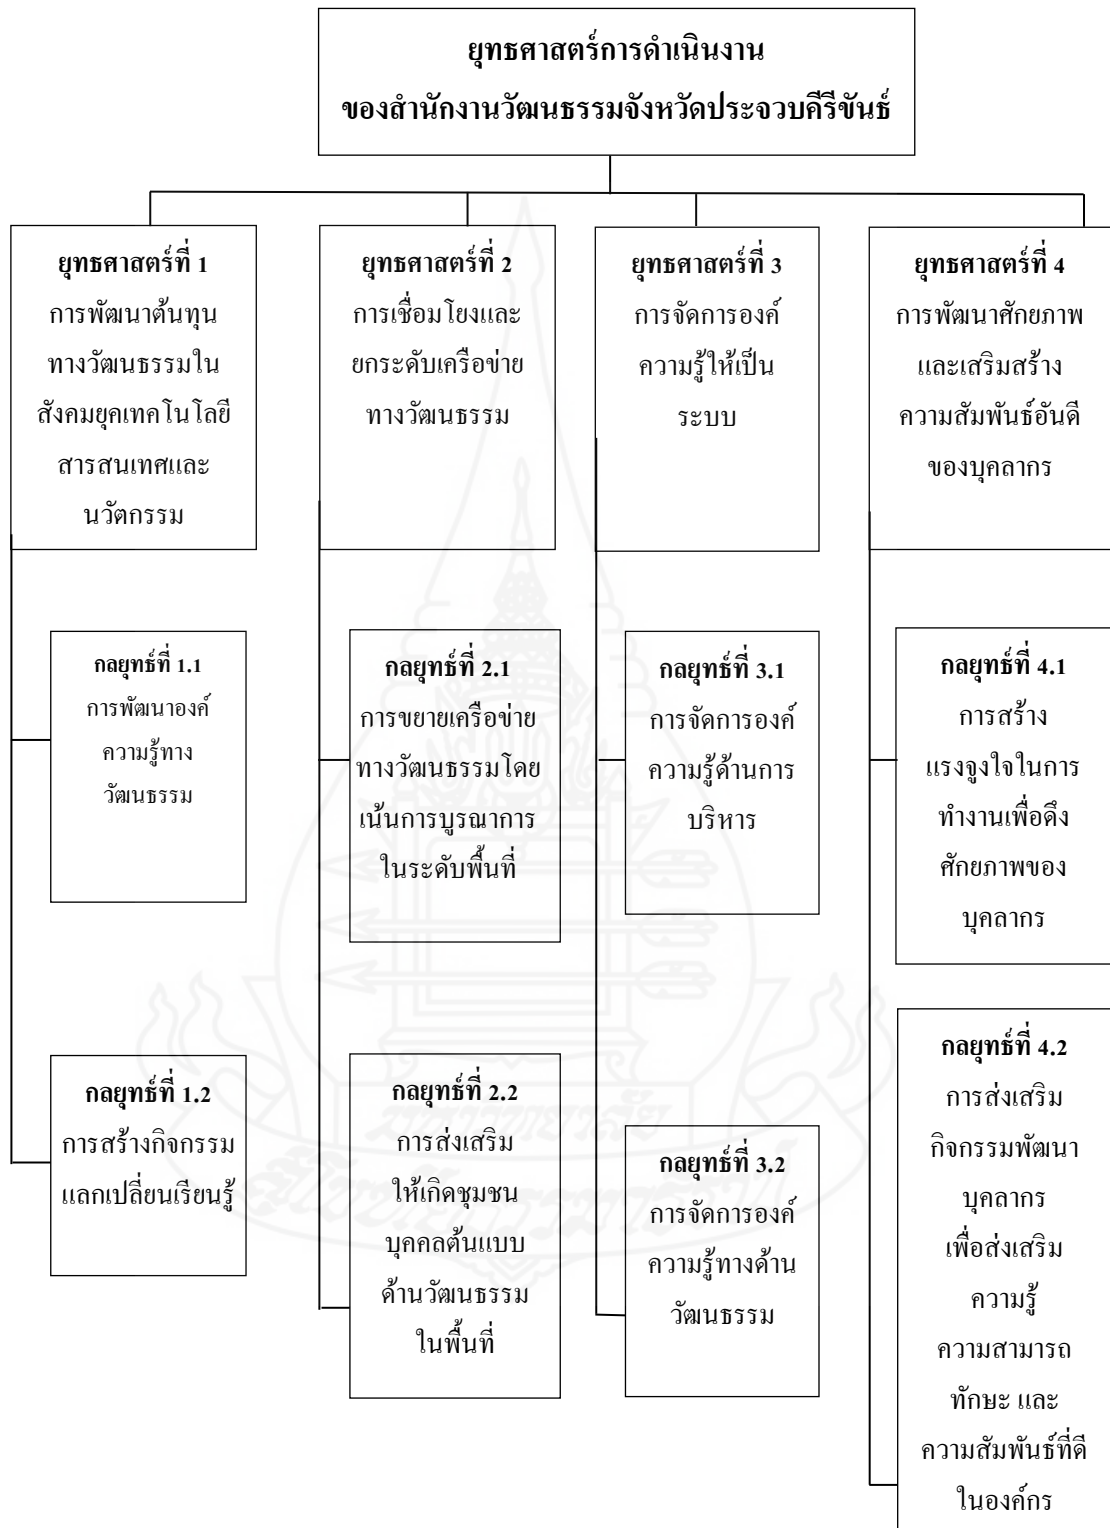 ยุทธศาสตร์การดำเนินงาน
ของสำนักงานวัฒนธรรมจังหวัดประจวบคีรีขันธ์
ยุทธศาสตร์ที่ 1
การพัฒนาต้นทุน
ทางวัฒนธรรมใน
สังคมยุคเทคโนโลยี
สารสนเทศและ
นวัตกรรม
ยุทธศาสตร์ที่ 2
การเชื่อมโยงและ
ยกระดับเครือข่าย
ทางวัฒนธรรม
ยุทธศาสตร์ที่ 3
การจัดการองค์
ความรู้ให้เป็น
ระบบ
ยุทธศาสตร์ที่ 4
การพัฒนาศักยภาพ
และเสริมสร้าง
ความสัมพันธ์อันดี
ของบุคลากร
กลยุทธ์ที่ 1.1
การพัฒนาองค์
ความรู้ทาง
วัฒนธรรม
กลยุทธ์ที่ 2.1
การขยายเครือข่าย
ทางวัฒนธรรมโดย
เน้นการบูรณาการ
ในระดับพื้นที่
กลยุทธ์ที่ 3.1
การจัดการองค์
ความรู้ด้านการ
บริหาร
กลยุทธ์ที่ 4.1
การสร้าง
แรงจูงใจในการ
ทำงานเพื่อดึง
ศักยภาพของ
บุคลากร
กลยุทธ์ที่ 1.2
การสร้างกิจกรรม
แลกเปลี่ยนเรียนรู้
กลยุทธ์ที่ 2.2
การส่งเสริม
ให้เกิดชุมชน
บุคคลต้นแบบ
ด้านวัฒนธรรม
ในพื้นที่
กลยุทธ์ที่ 3.2
การจัดการองค์
ความรู้ทางด้าน
วัฒนธรรม
กลยุทธ์ที่ 4.2
การส่งเสริม
กิจกรรมพัฒนา
บุคลากร
เพื่อส่งเสริม
ความรู้
ความสามารถ
ทักษะ และ
ความสัมพันธ์ที่ดี
ในองค์กร
มหาวิทยาลัย
สุโขทัยธรรมาธิราช